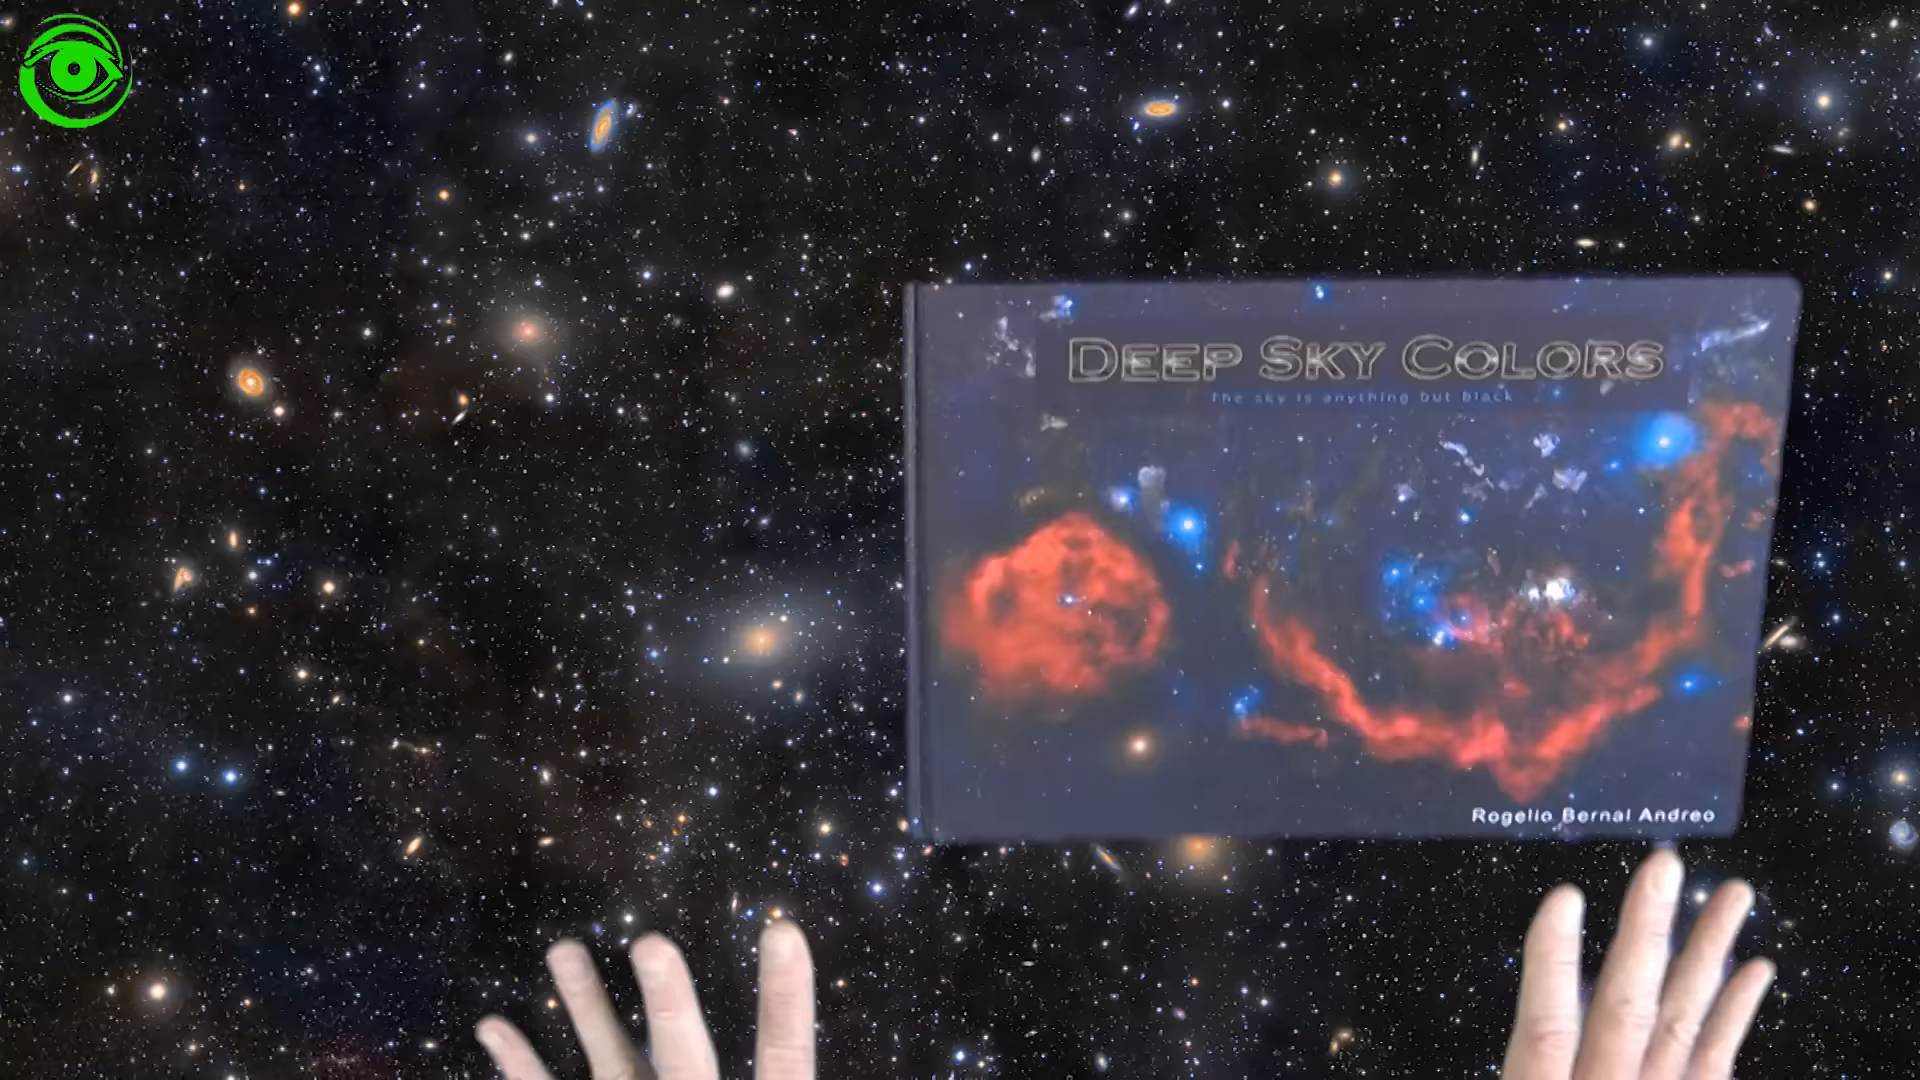 DEEP SKY COLORS
The sky is anything but black
Rogelio Bernal Andreo